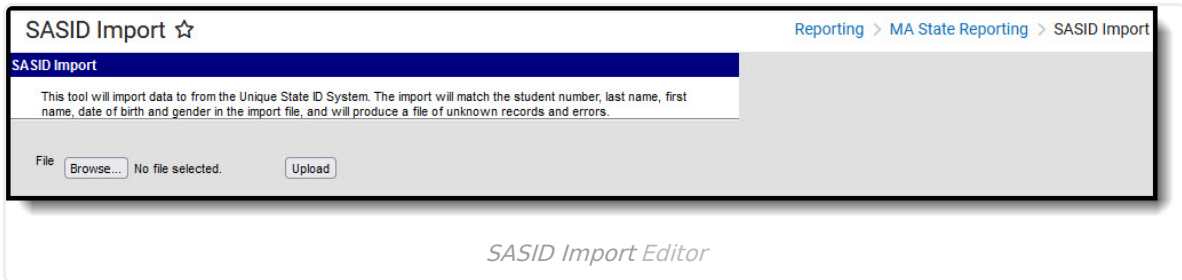 SASID Import ☆
Reporting > MA State Reporting > SASID Import
SASID Import
This tool will import data to from the Unique State ID System. The import will match the student number, last name, first
name, date of birth and gender in the import file, and will produce a file of unknown records and errors.
File Browse... No file selected. Upload
SASID Import Editor